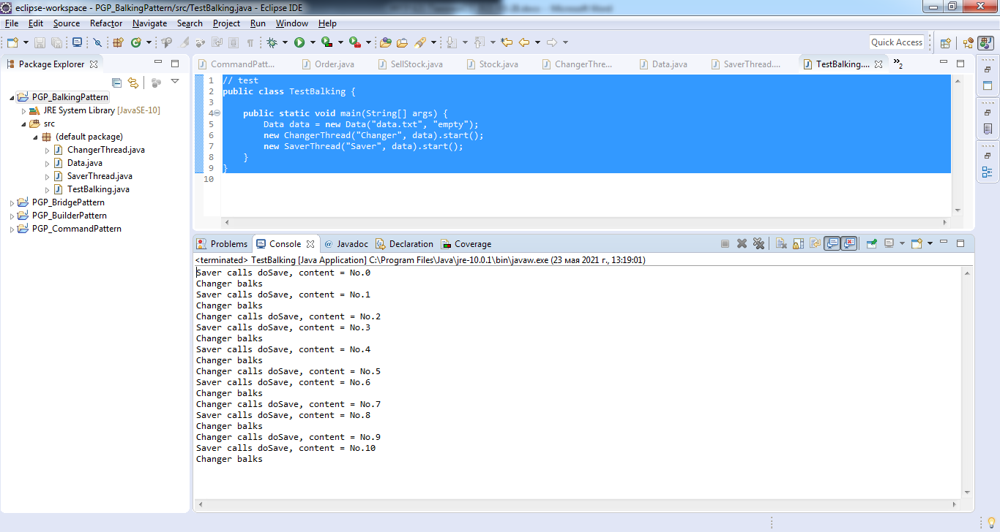 eclipse-workspace - PGP_BalkingPattern/src/TestBalking.java - Eclipse IDE
File Edit Source Refactor Navigate Search Project Run Window Help
Quick Access
Package Explorer
PGP_BalkingPattern
JRE System Library [JavaSE-10]
src
(default package)
ChangerThread.java
Data.java
SaverThread.java
TestBalking.java
PGP_BridgePattern
PGP_BuilderPattern
PGP_CommandPattern
CommandPatt... Order.java SellStock.java Stock.java ChangerThre... Data.java SaverThread.... TestBalking.... »2
1 // test
2 public class TestBalking {
3
4 public static void main(String[] args) {
5 Data data = new Data("data.txt", "empty");
6 new ChangerThread("Changer", data).start();
7 new SaverThread("Saver", data).start();
8 }
9 }
10
Problems Console Javadoc Declaration Coverage
<terminated> TestBalking [Java Application] C:\Program Files\Java\jre-10.0.1\bin\javaw.exe (23 мая 2021 г., 13:19:01)
Saver calls doSave, content = No.0
Changer balks
Saver calls doSave, content = No.1
Changer balks
Changer calls doSave, content = No.2
Saver calls doSave, content = No.3
Changer balks
Saver calls doSave, content = No.4
Changer balks
Changer calls doSave, content = No.5
Saver calls doSave, content = No.6
Changer balks
Changer calls doSave, content = No.7
Saver calls doSave, content = No.8
Changer balks
Changer calls doSave, content = No.9
Saver calls doSave, content = No.10
Changer balks